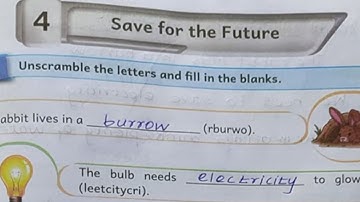 4
Save for the Future
Unscramble the letters and fill in the blanks.
abbit lives in a burrow (rburwo).
The bulb needs electricity to glow
(leetcitycri).